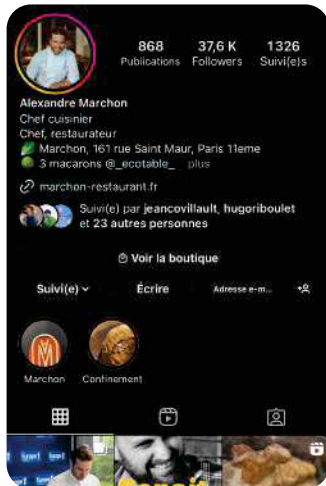 868 37,6 K 1326
Publications Followers Suivi(e)s
Alexandre Marchon
Chef cuisinier
Chef, restaurateur
Marchon, 161 rue Saint Maur, Paris 11eme
3 macarons @_ecotable_ plus
marchon-restaurant.fr
Suivi(e) par jeancovillault, hugoriboulet
et 23 autres personnes
Voir la boutique
Suivi(e) Écrire Adresse e-m...
Marchon Confinement